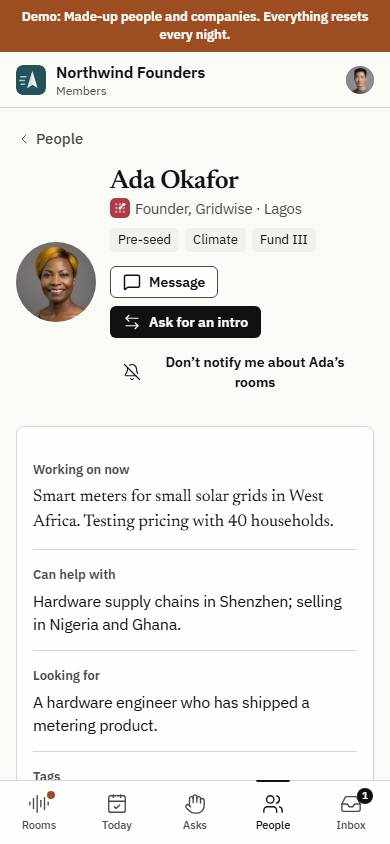 Demo: Made-up people and companies. Everything resets
every night.
Northwind Founders
Members
People
Ada Okafor
Founder, Gridwise · Lagos
Pre-seed
Climate
Fund III
Message
Ask for an intro
Don’t notify me about Ada’s
rooms
Working on now
Smart meters for small solar grids in West
Africa. Testing pricing with 40 households.
Can help with
Hardware supply chains in Shenzhen; selling
in Nigeria and Ghana.
Looking for
A hardware engineer who has shipped a
metering product.
Tags
Rooms
Today
Asks
People
1
Inbox